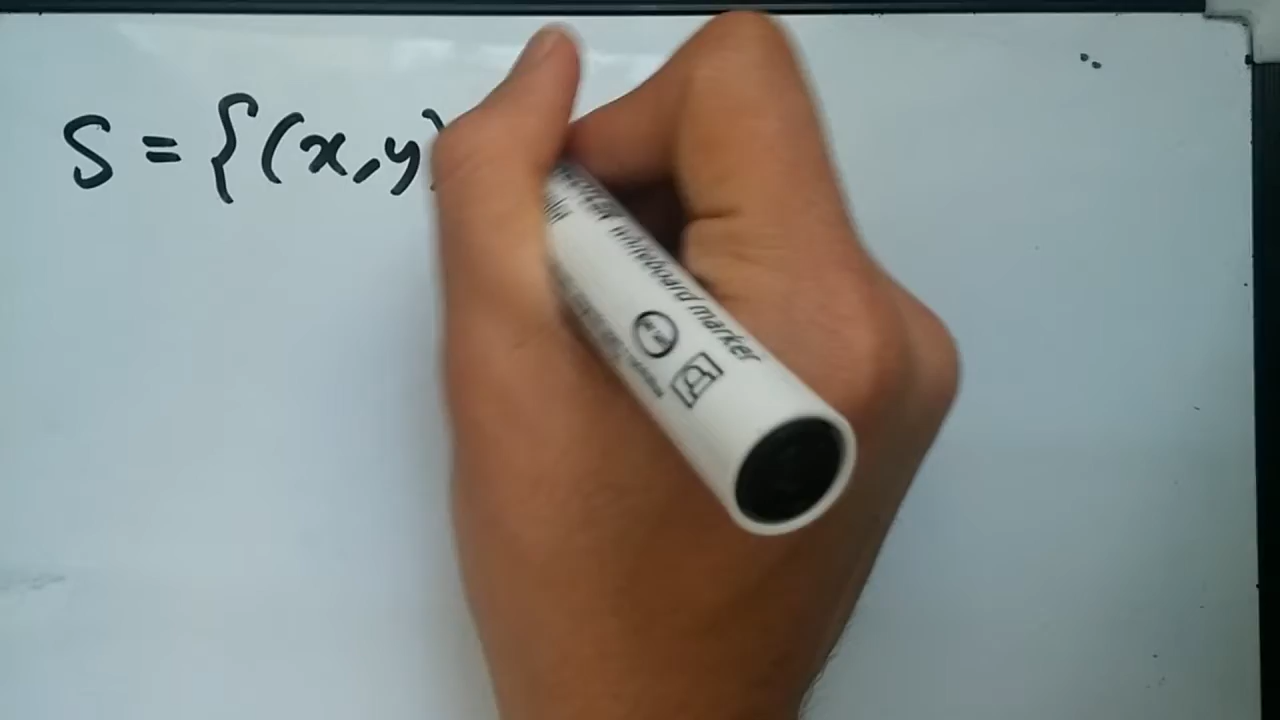 S = {(x,y)
whiteboard marker